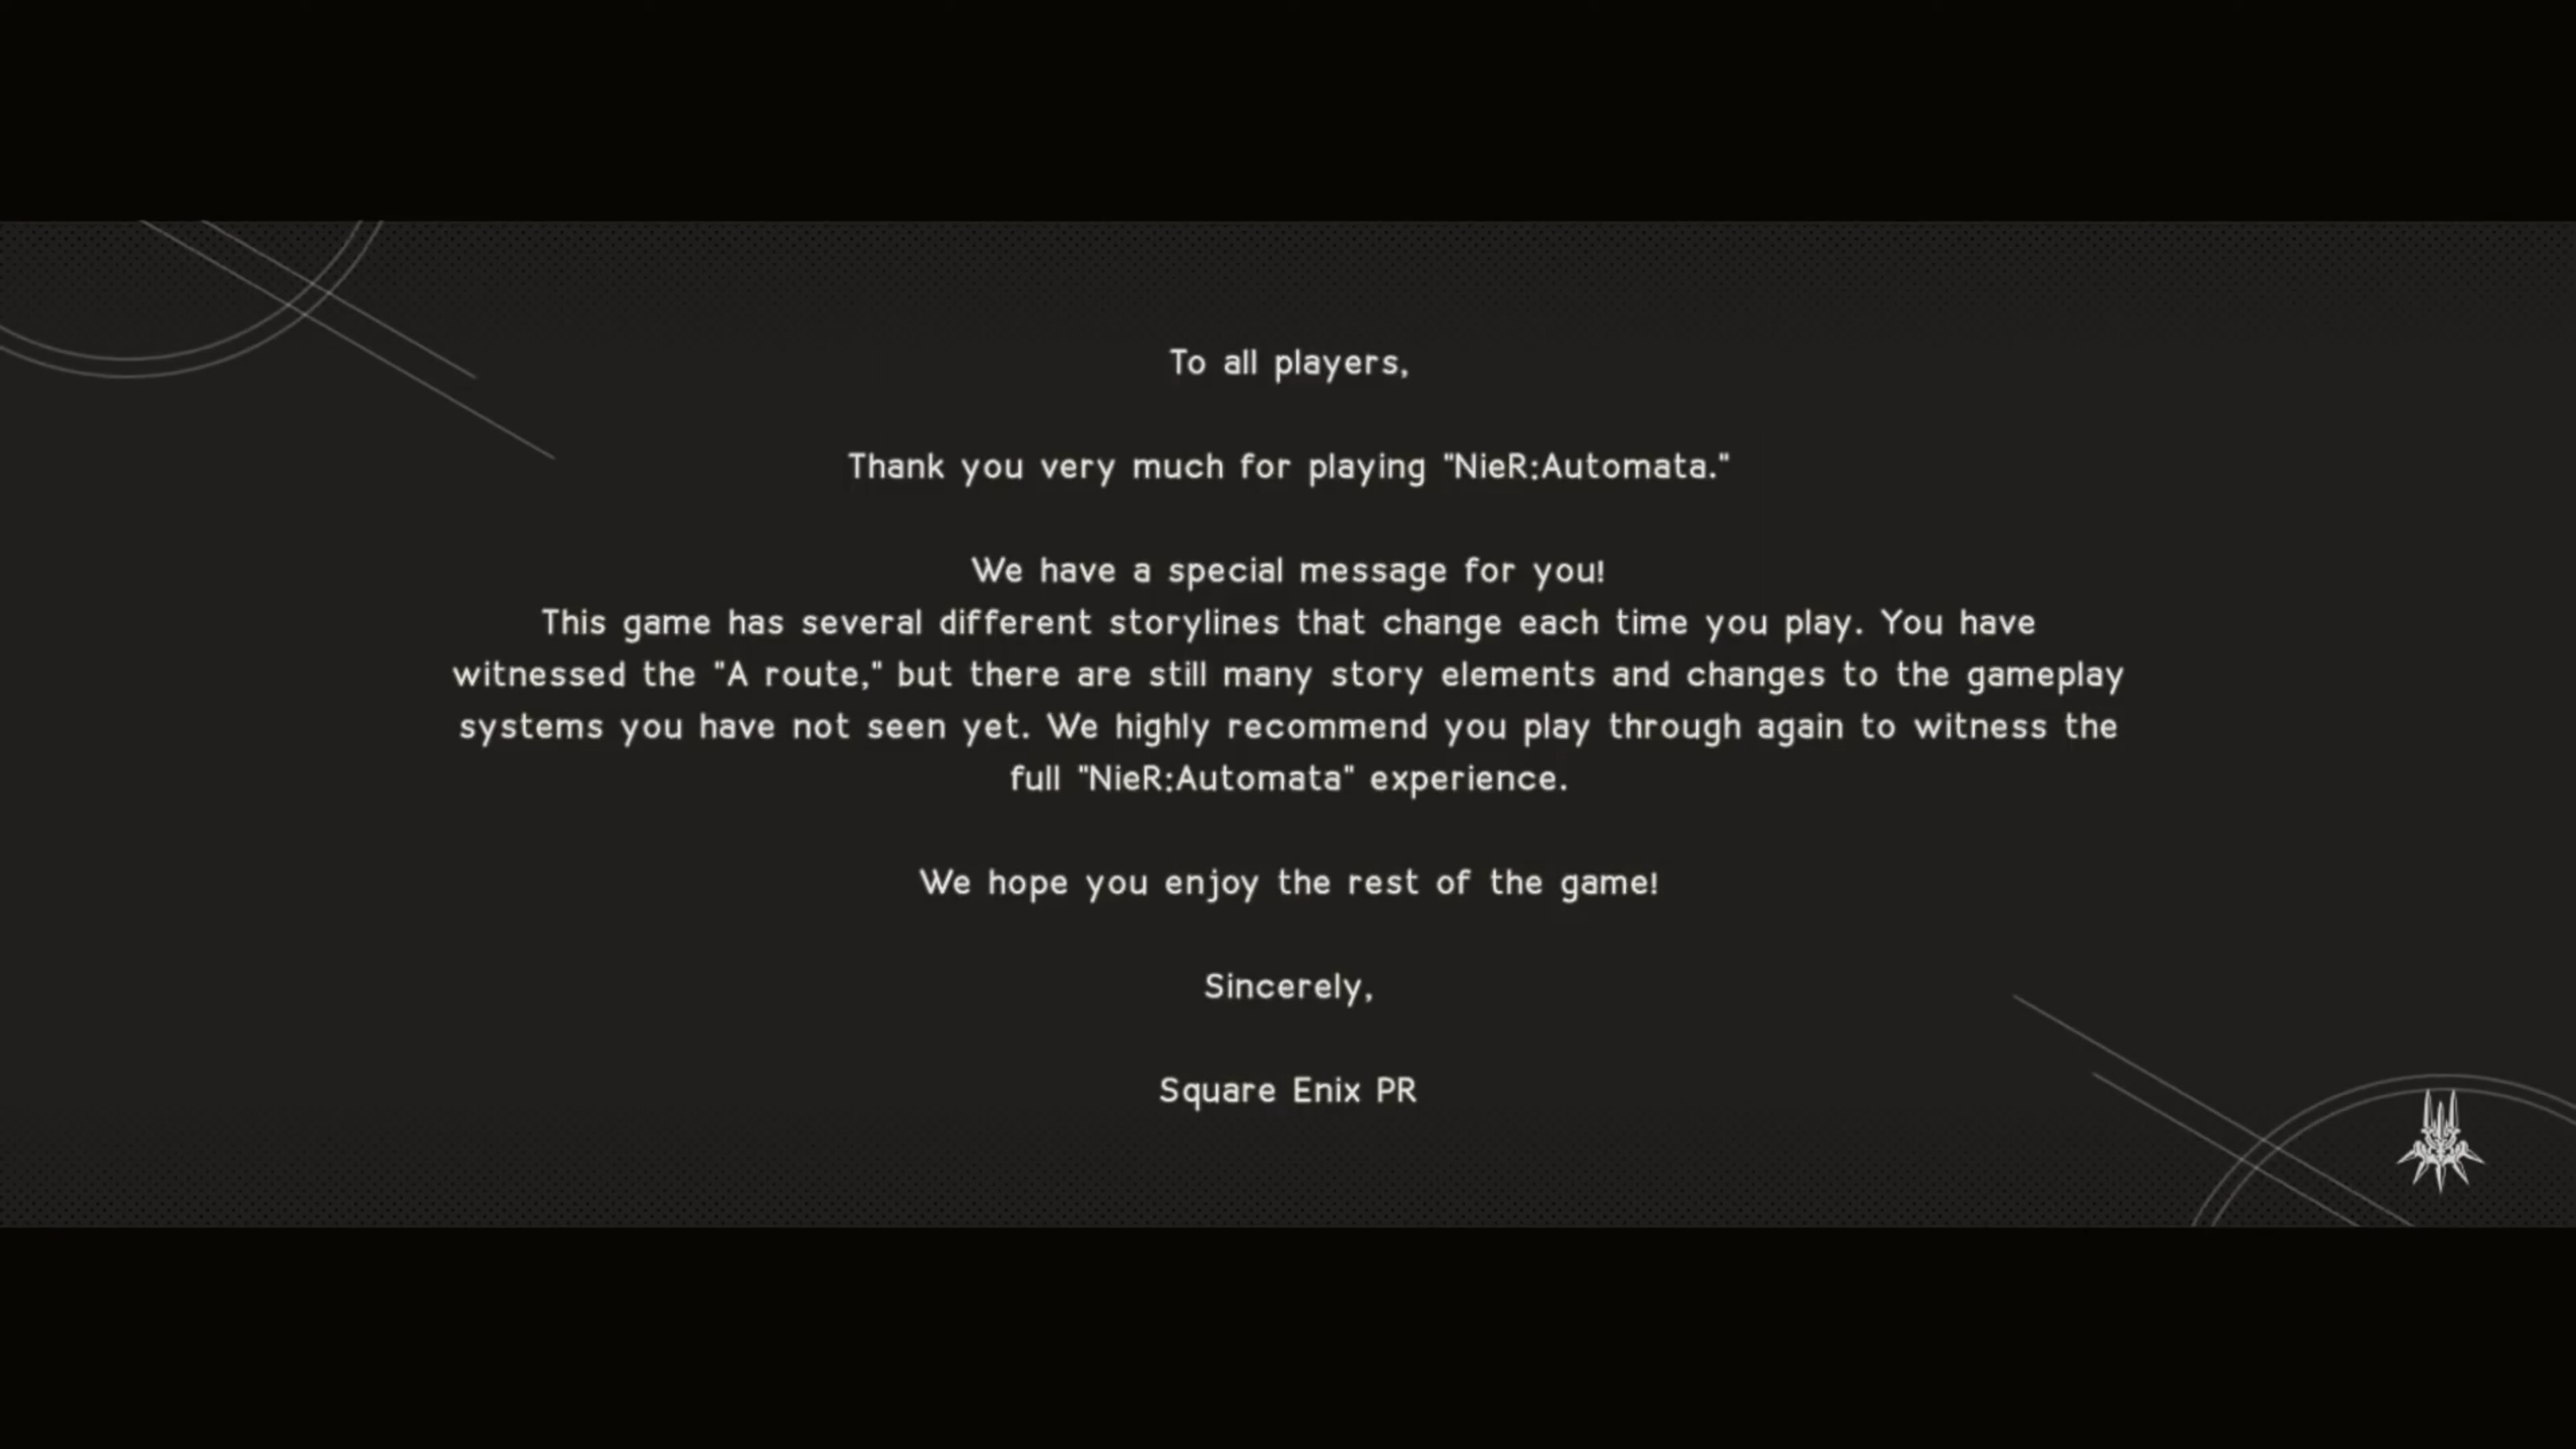 To all players,
Thank you very much for playing "NieR:Automata."
We have a special message for you!
This game has several different storylines that change each time you play. You have
witnessed the "A route," but there are still many story elements and changes to the gameplay
systems you have not seen yet. We highly recommend you play through again to witness the
full "NieR:Automata" experience.
We hope you enjoy the rest of the game!
Sincerely,
Square Enix PR